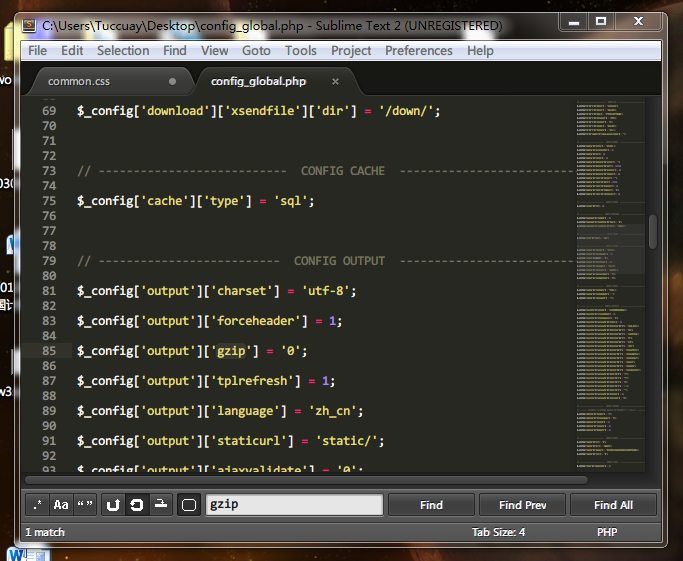 C:\Users\Tuccuay\Desktop\config_global.php - Sublime Text 2 (UNREGISTERED)
File Edit Selection Find View Goto Tools Project Preferences Help
common.css config_global.php
69 $_config['download']['xsendfile']['dir'] = '/down/';
70
71
72
73 // --------------------------- CONFIG CACHE ---------------------------
74
75 $_config['cache']['type'] = 'sql';
76
77
78
79 // -------------------------- CONFIG OUTPUT --------------------------
80
81 $_config['output']['charset'] = 'utf-8';
82
83 $_config['output']['forceheader'] = 1;
84
85 $_config['output']['gzip'] = '0';
86
87 $_config['output']['tplrefresh'] = 1;
88
89 $_config['output']['language'] = 'zh_cn';
90
91 $_config['output']['staticurl'] = 'static/';
92
93 $_config['output']['ajaxvalidate'] = '0';
.* Aa “” gzip Find Find Prev Find All
1 match Tab Size: 4 PHP